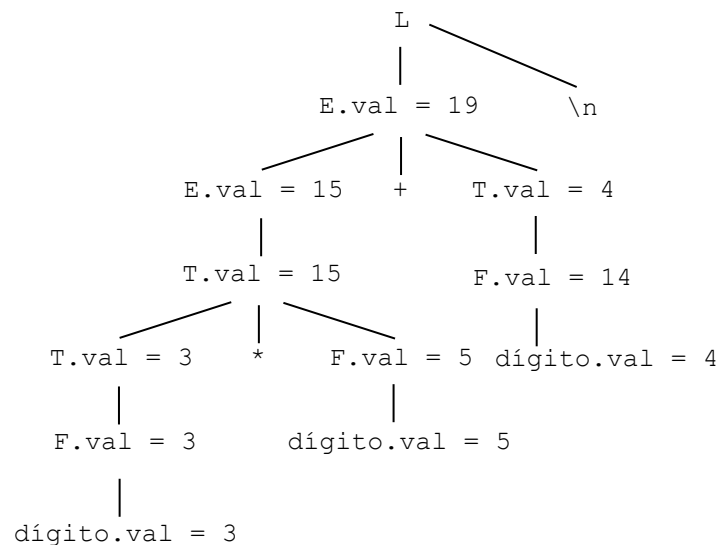 L
E.val = 19 \n
E.val = 15 + T.val = 4
T.val = 15 F.val = 14
T.val = 3 * F.val = 5 dígito.val = 4
F.val = 3 dígito.val = 5
dígito.val = 3